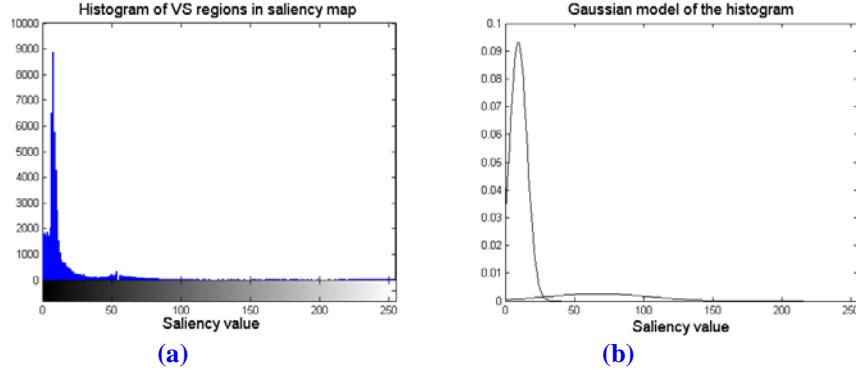 Histogram of VS regions in saliency map
10000
9000
8000
7000
6000
5000
4000
3000
2000
1000
0
0 50 100 150 200 250
Saliency value
(a)
Gaussian model of the histogram
0.1
0.09
0.08
0.07
0.06
0.05
0.04
0.03
0.02
0.01
0
0 50 100 150 200 250
Saliency value
(b)